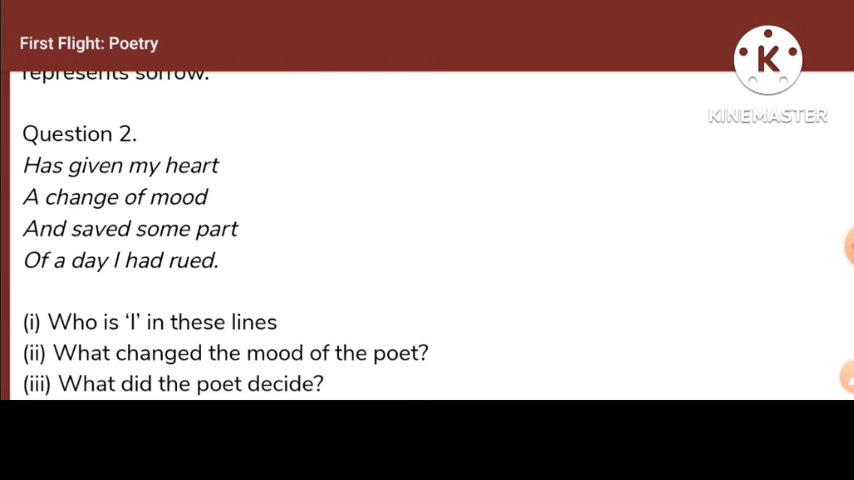 First Flight: Poetry
K
KINEMASTER
represents sorrow.
Question 2.
Has given my heart
A change of mood
And saved some part
Of a day I had rued.
(i) Who is ‘I’ in these lines
(ii) What changed the mood of the poet?
(iii) What did the poet decide?